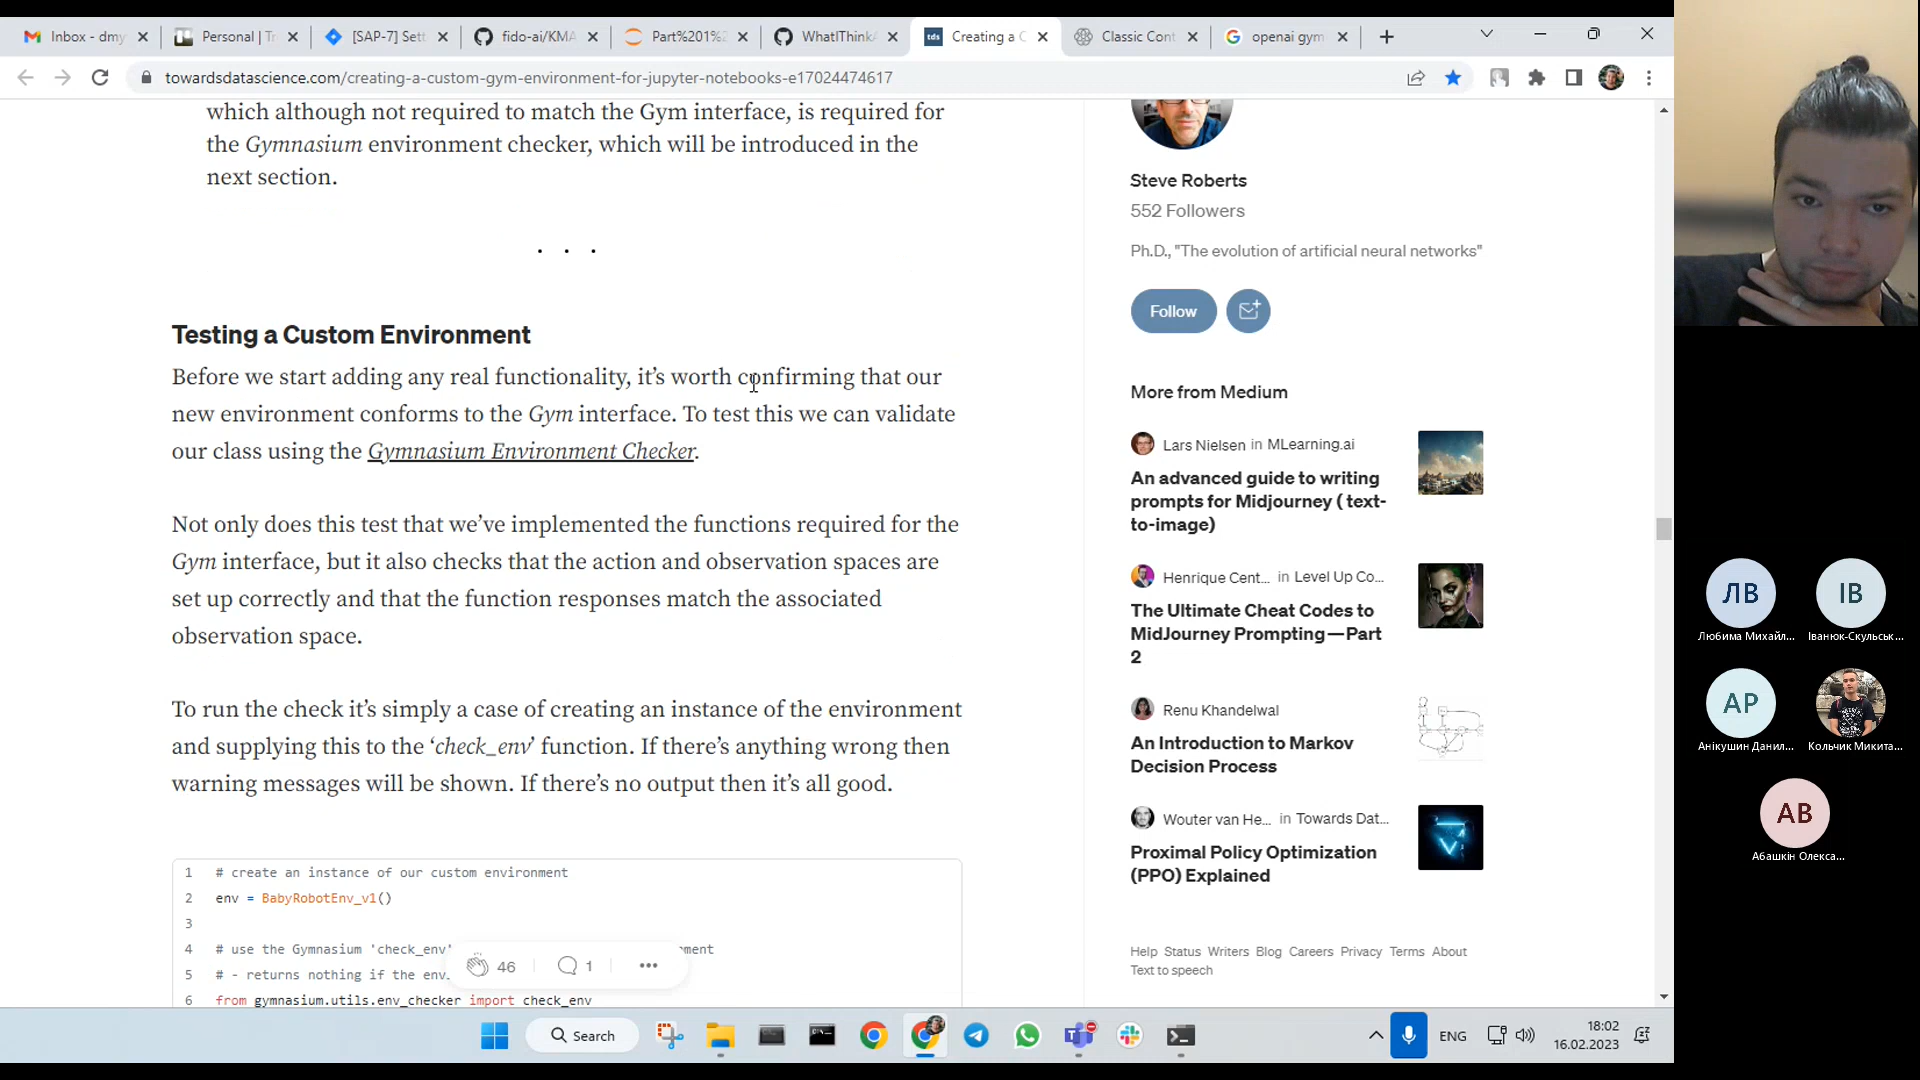 Inbox - dmy
Personal | Tr
[SAP-7] Sett
fido-ai/KMA
Part%201%
WhatIThink
Creating a C
Classic Cont
openai gym
towardsdatascience.com/creating-a-custom-gym-environment-for-jupyter-notebooks-e17024474617
which although not required to match the Gym interface, is required for
the Gymnasium environment checker, which will be introduced in the
next section.
. . .
Testing a Custom Environment
Before we start adding any real functionality, it’s worth confirming that our
new environment conforms to the Gym interface. To test this we can validate
our class using the Gymnasium Environment Checker.
Not only does this test that we’ve implemented the functions required for the
Gym interface, but it also checks that the action and observation spaces are
set up correctly and that the function responses match the associated
observation space.
To run the check it’s simply a case of creating an instance of the environment
and supplying this to the ‘check_env’ function. If there’s anything wrong then
warning messages will be shown. If there’s no output then it’s all good.
1 # create an instance of our custom environment
2 env = BabyRobotEnv_v1()
3
4 # use the Gymnasium 'check_env'
5 # - returns nothing if the env
6 from gymnasium.utils.env_checker import check_env
46
1
Steve Roberts
552 Followers
Ph.D., "The evolution of artificial neural networks"
Follow
More from Medium
Lars Nielsen in MLearning.ai
An advanced guide to writing
prompts for Midjourney ( text-
to-image)
Henrique Cent... in Level Up Co...
The Ultimate Cheat Codes to
MidJourney Prompting — Part
2
Renu Khandelwal
An Introduction to Markov
Decision Process
Wouter van He... in Towards Dat...
Proximal Policy Optimization
(PPO) Explained
Help Status Writers Blog Careers Privacy Terms About
Text to speech
Search
ENG
18:02
16.02.2023
ЛВ
Любима Михайл...
ІВ
Іванюк-Скульськ...
АР
Анікушин Данил...
Кольчик Микита...
АВ
Абашкін Олекса...